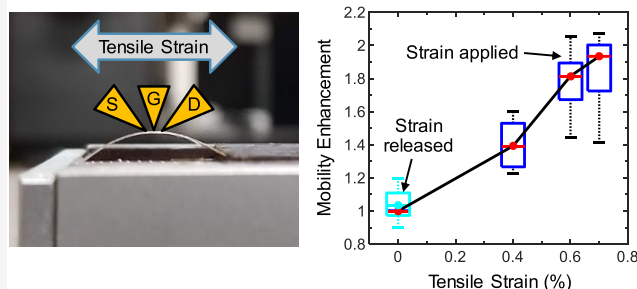 Tensile Strain
S
G
D
Mobility Enhancement
2.2
2
1.8
1.6
1.4
1.2
1
0.8
Strain applied
Strain
released
0
0.2
0.4
0.6
0.8
Tensile Strain (%)